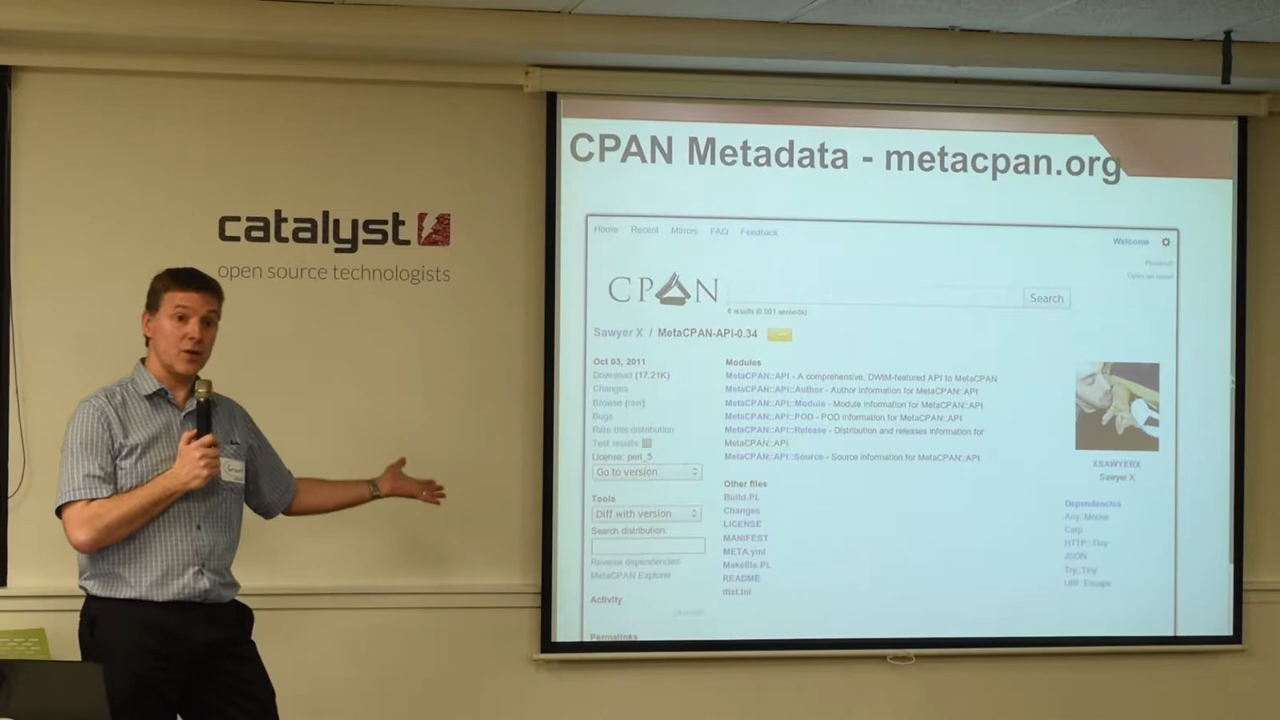 catalyst
open source technologists
CPAN Metadata - metacpan.org
Home Recent Mirrors FAQ Feedback
Welcome
CPAN
Search
6 results (0.001 seconds)
Sawyer X / MetaCPAN-API-0.34
Oct 03, 2011
Download (17.21K)
Changes
Browse (raw)
Bugs
Rate this distribution
Test results
License: perl_5
Go to version
Tools
Diff with version
Search distribution:
Reverse dependencies
MetaCPAN Explorer
Activity
Permalinks
Modules
MetaCPAN::API - A comprehensive, DWIM-featured API to MetaCPAN
MetaCPAN::API::Author - Author information for MetaCPAN::API
MetaCPAN::API::Module - Module information for MetaCPAN::API
MetaCPAN::API::POD - POD information for MetaCPAN::API
MetaCPAN::API::Release - Distribution and releases information for
MetaCPAN::API
MetaCPAN::API::Source - Source information for MetaCPAN::API
Other files
Build.PL
Changes
LICENSE
MANIFEST
META.yml
Makefile.PL
README
dist.ini
XSAWYERX
Sawyer X
Dependencies
Any::Moose
Carp
HTTP::Tiny
JSON
Try::Tiny
URI::Escape